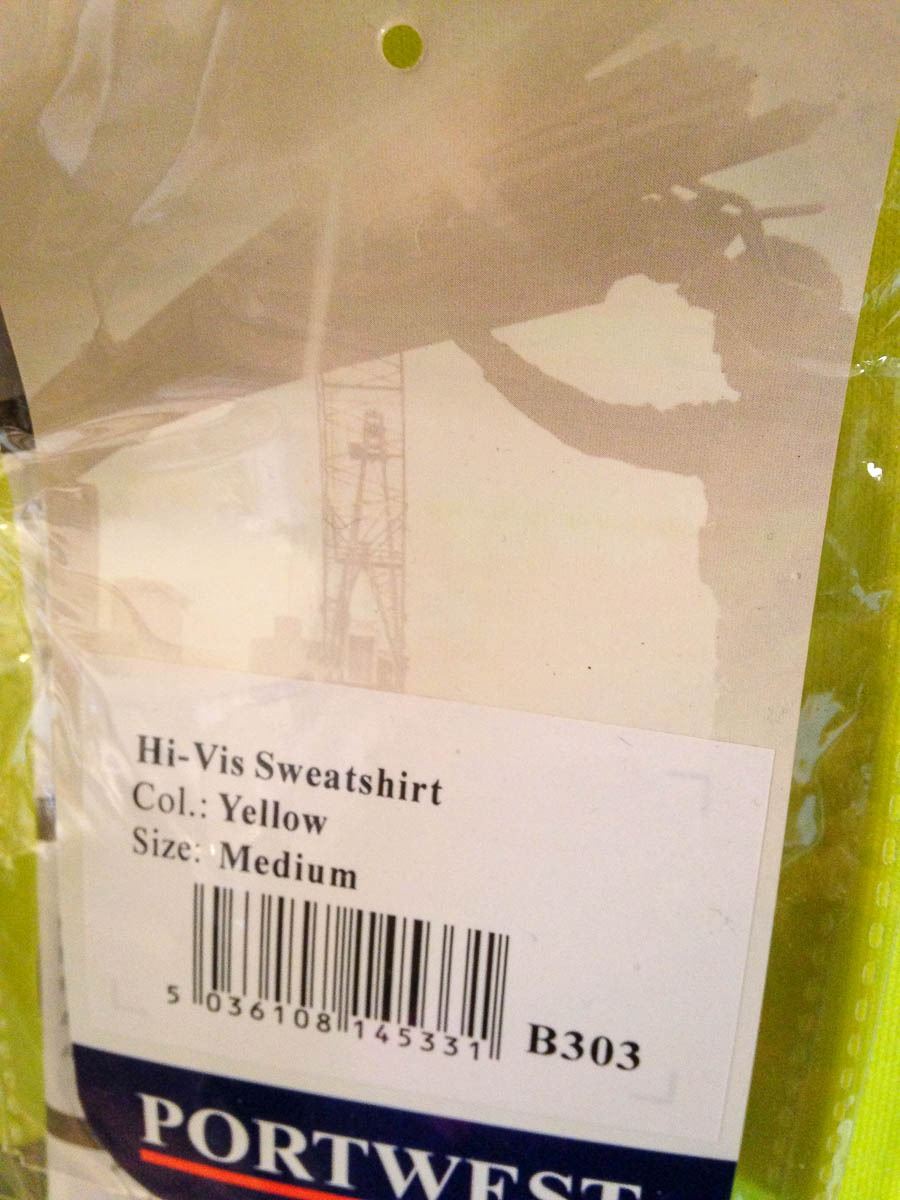 Hi-Vis Sweatshirt
Col.: Yellow
Size: Medium
5 036108 145331
B303
PORTWEST